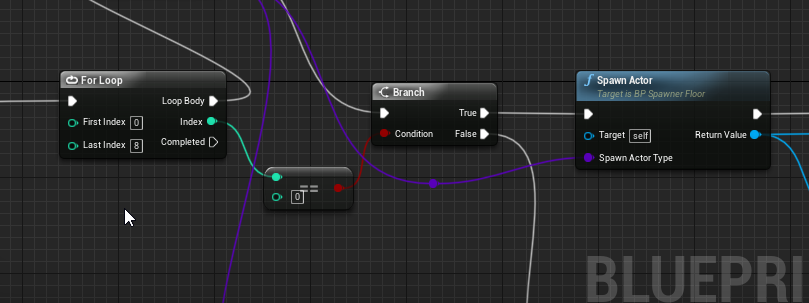 For Loop
Loop Body
First Index 0
Index
Last Index 8
Completed
== 
0
Branch
True
Condition
False
Spawn Actor
Target is BP Spawner Floor
Target self
Return Value
Spawn Actor Type
BLUEPRI